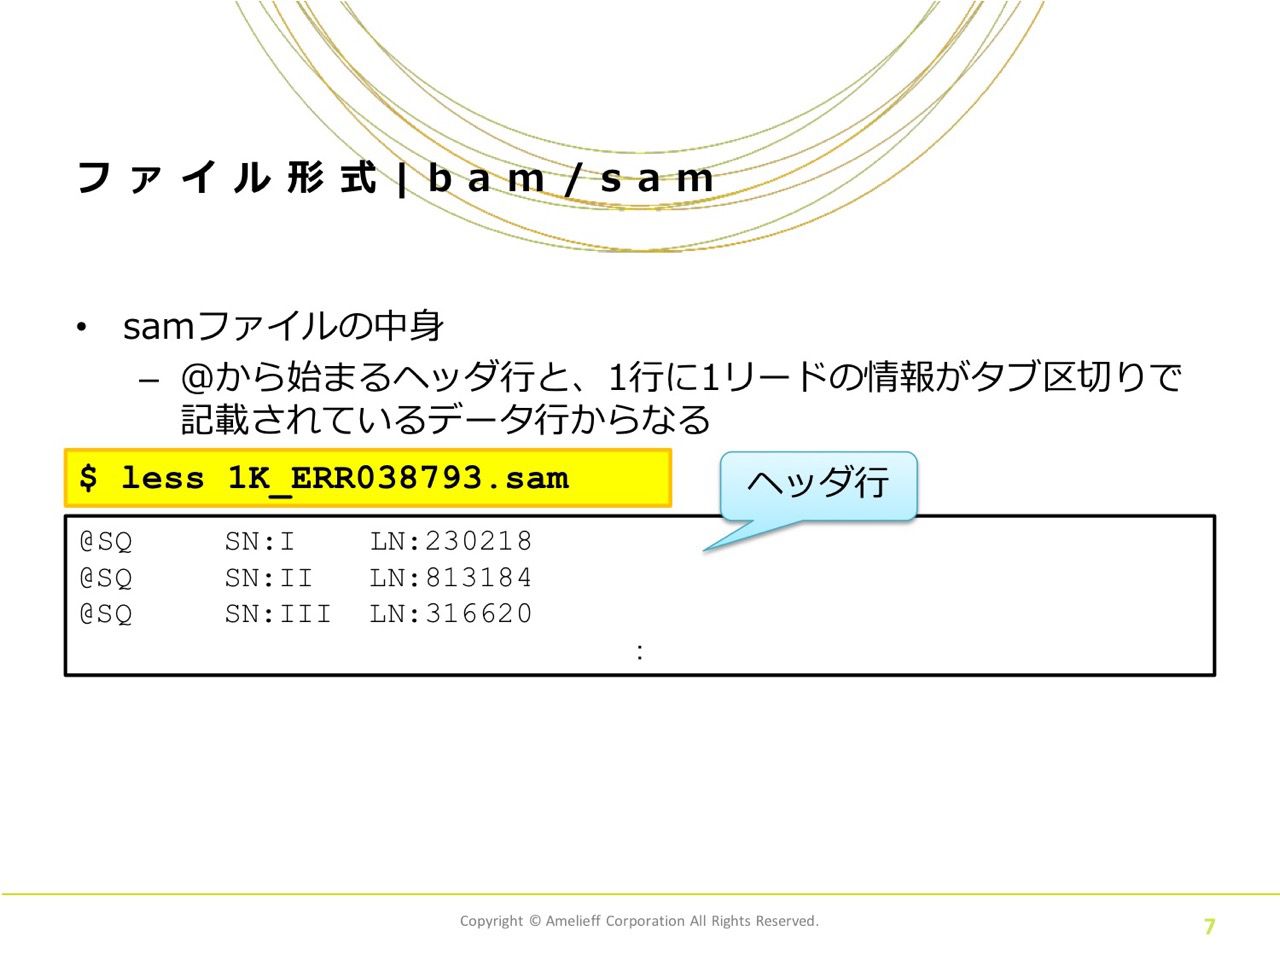 ファイル形式|bam/sam
• samファイルの中身
– @から始まるヘッダ行と、1行に1リードの情報がタブ区切りで
記載されているデータ行からなる
$ less 1K_ERR038793.sam
ヘッダ行
@SQ SN:I LN:230218
@SQ SN:II LN:813184
@SQ SN:III LN:316620
:
Copyright © Amelieff Corporation All Rights Reserved.
7